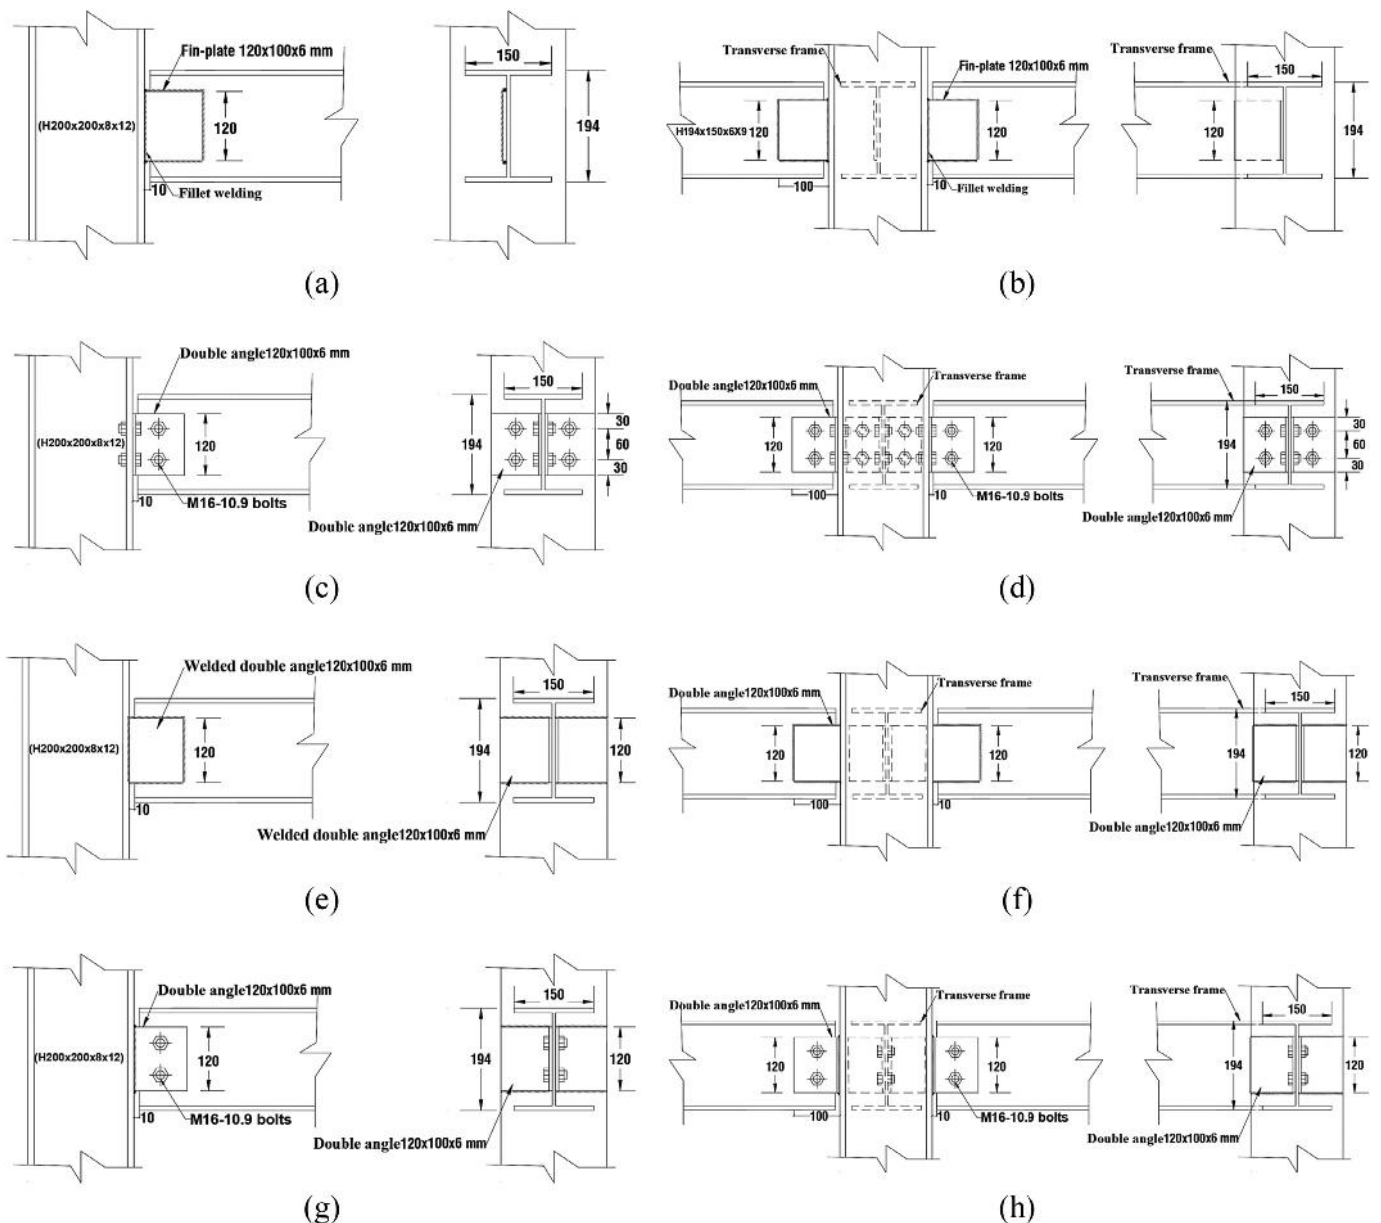 Fin-plate 120x100x6 mm
(H200x200x8x12)
120
10
Fillet welding
150
194
(a)
Transverse frame
Fin-plate 120x100x6 mm
H194x150x6X9
120
120
100
10
Fillet welding
Transverse frame
150
120
194
(b)
Double angle120x100x6 mm
(H200x200x8x12)
120
10
M16-10.9 bolts
150
194
30
60
30
Double angle120x100x6 mm
(c)
Double angle120x100x6 mm
Transverse frame
120
120
100
10
M16-10.9 bolts
Transverse frame
150
194
30
60
30
Double angle120x100x6 mm
(d)
Welded double angle120x100x6 mm
(H200x200x8x12)
120
10
150
194
120
Welded double angle120x100x6 mm
(e)
Double angle120x100x6 mm
Transverse frame
120
120
100
10
Transverse frame
150
194
120
Double angle120x100x6 mm
(f)
Double angle120x100x6 mm
(H200x200x8x12)
120
10
M16-10.9 bolts
150
194
120
Double angle120x100x6 mm
(g)
Double angle120x100x6 mm
Transverse frame
120
120
100
10
M16-10.9 bolts
Transverse frame
150
194
120
Double angle120x100x6 mm
(h)